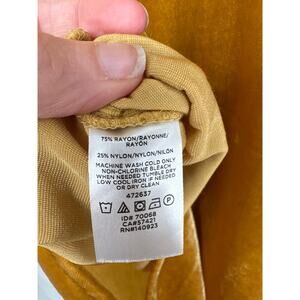 75% RAYON/RAYONNE/
RAYÓN
25% NYLON/NYLON/NILÓN
MACHINE WASH COLD ONLY
NON-CHLORINE BLEACH
WHEN NEEDED TUMBLE DRY
LOW COOL IRON IF NEEDED
OR DRY CLEAN
472637
P
ID# 70068
CA#57421
RN#140923